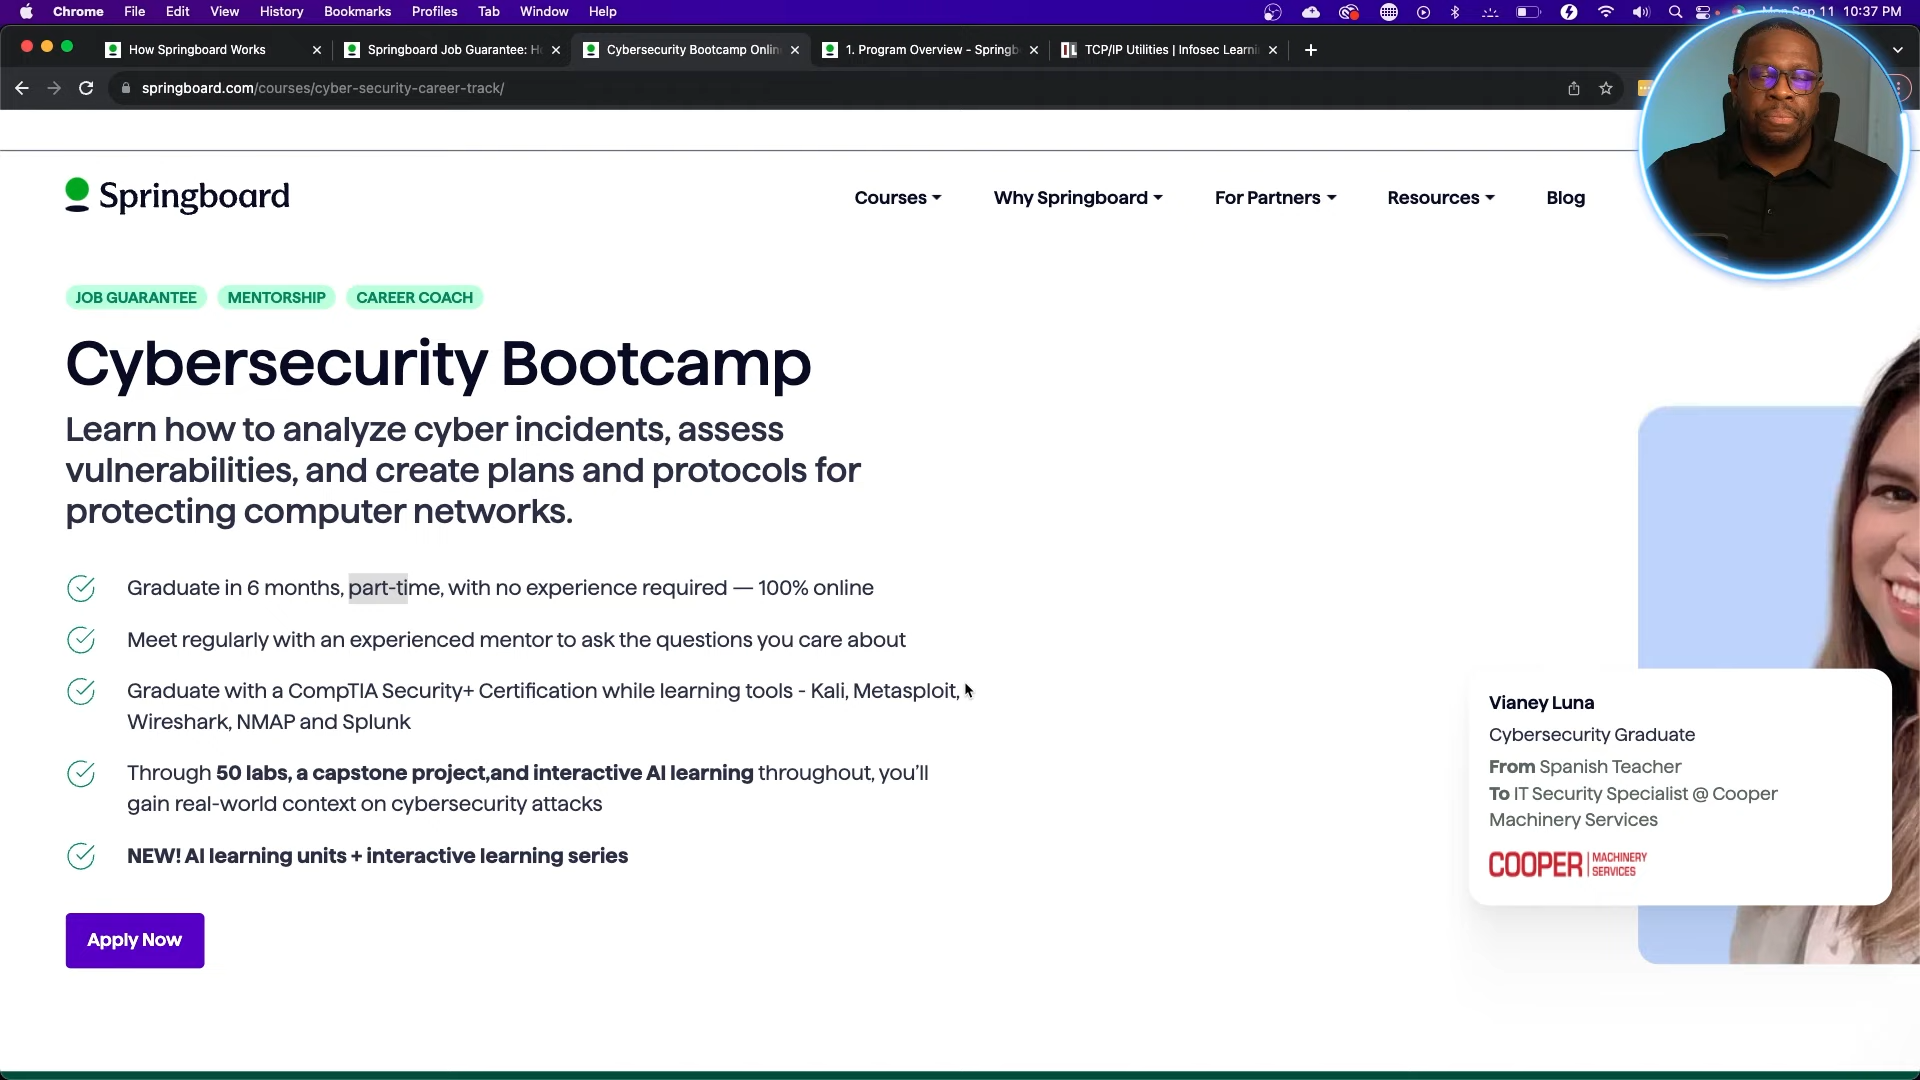 Chrome File Edit View History Bookmarks Profiles Tab Window Help
Mon Sep 11 10:37 PM
How Springboard Works
Springboard Job Guarantee: H
Cybersecurity Bootcamp Onlin
1. Program Overview - Springb
TCP/IP Utilities | Infosec Learni
springboard.com/courses/cyber-security-career-track/
Springboard
Courses Why Springboard For Partners Resources Blog
JOB GUARANTEE MENTORSHIP CAREER COACH
Cybersecurity Bootcamp
Learn how to analyze cyber incidents, assess
vulnerabilities, and create plans and protocols for
protecting computer networks.
Graduate in 6 months, part-time, with no experience required — 100% online
Meet regularly with an experienced mentor to ask the questions you care about
Graduate with a CompTIA Security+ Certification while learning tools - Kali, Metasploit,
Wireshark, NMAP and Splunk
Through 50 labs, a capstone project,and interactive AI learning throughout, you’ll
gain real-world context on cybersecurity attacks
NEW! AI learning units + interactive learning series
Apply Now
Vianey Luna
Cybersecurity Graduate
From Spanish Teacher
To IT Security Specialist @ Cooper
Machinery Services
COOPER MACHINERY
SERVICES